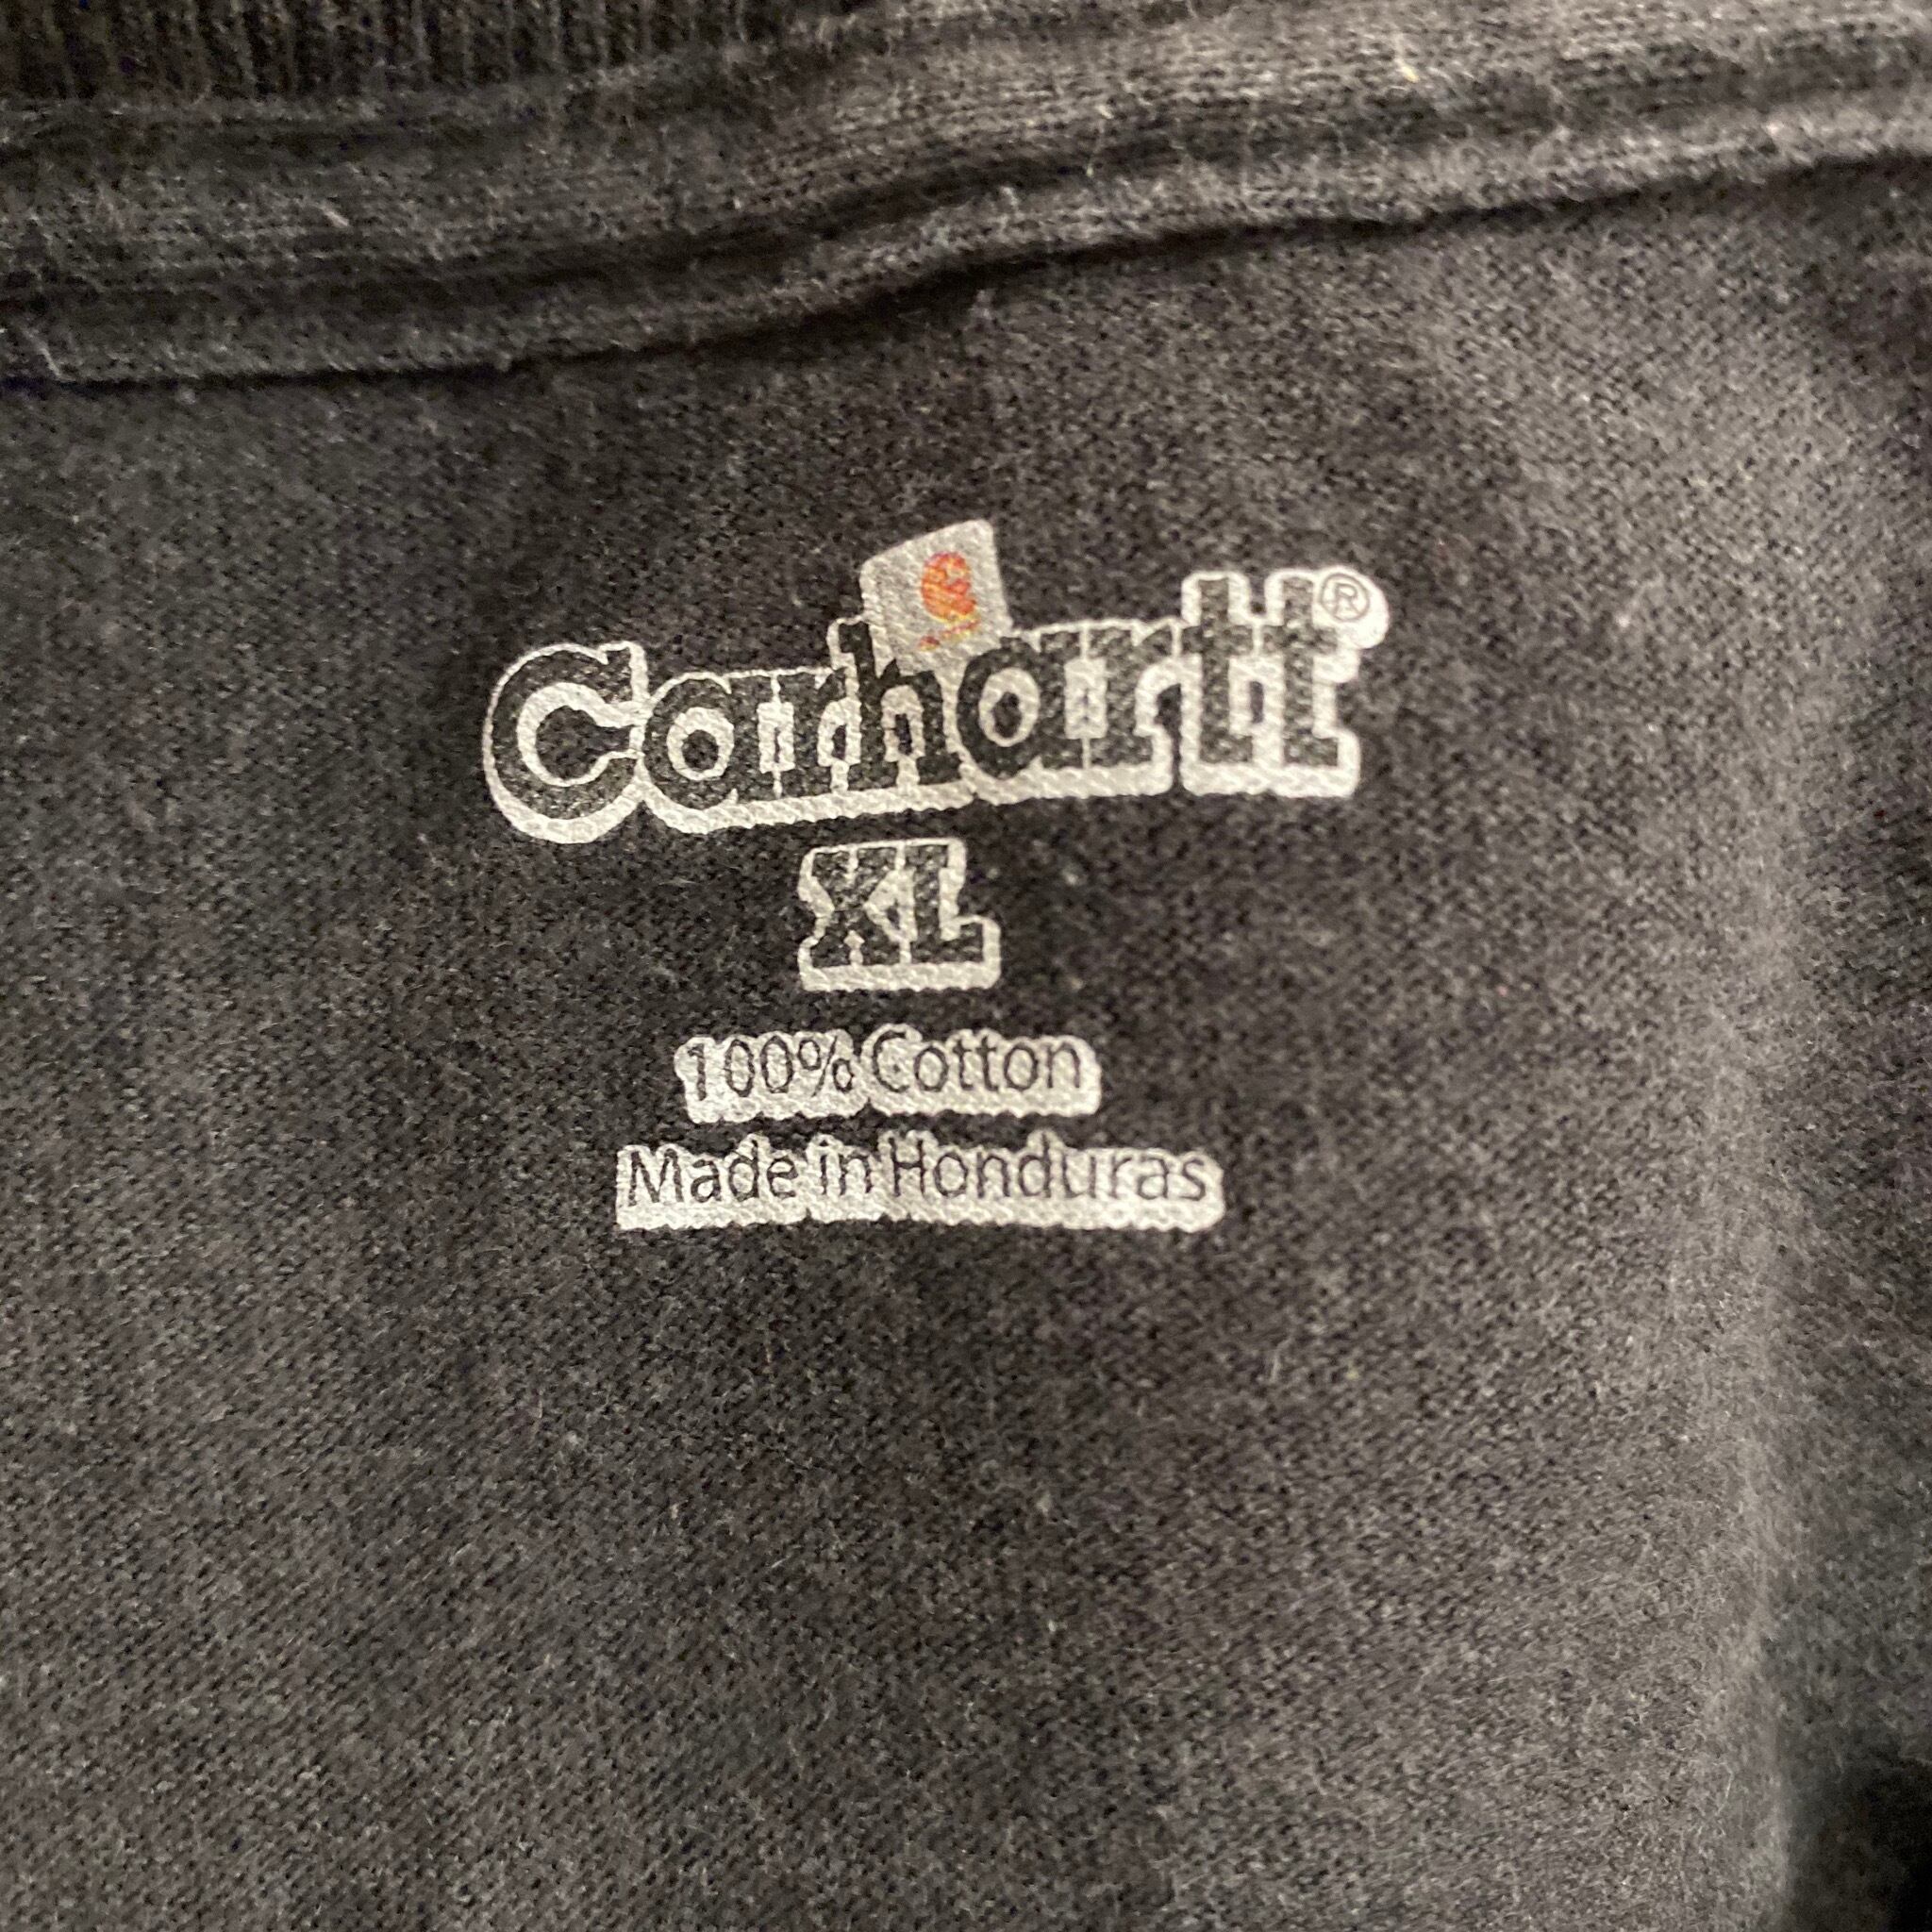 Carhartt®
XL
100% Cotton
Made in Honduras